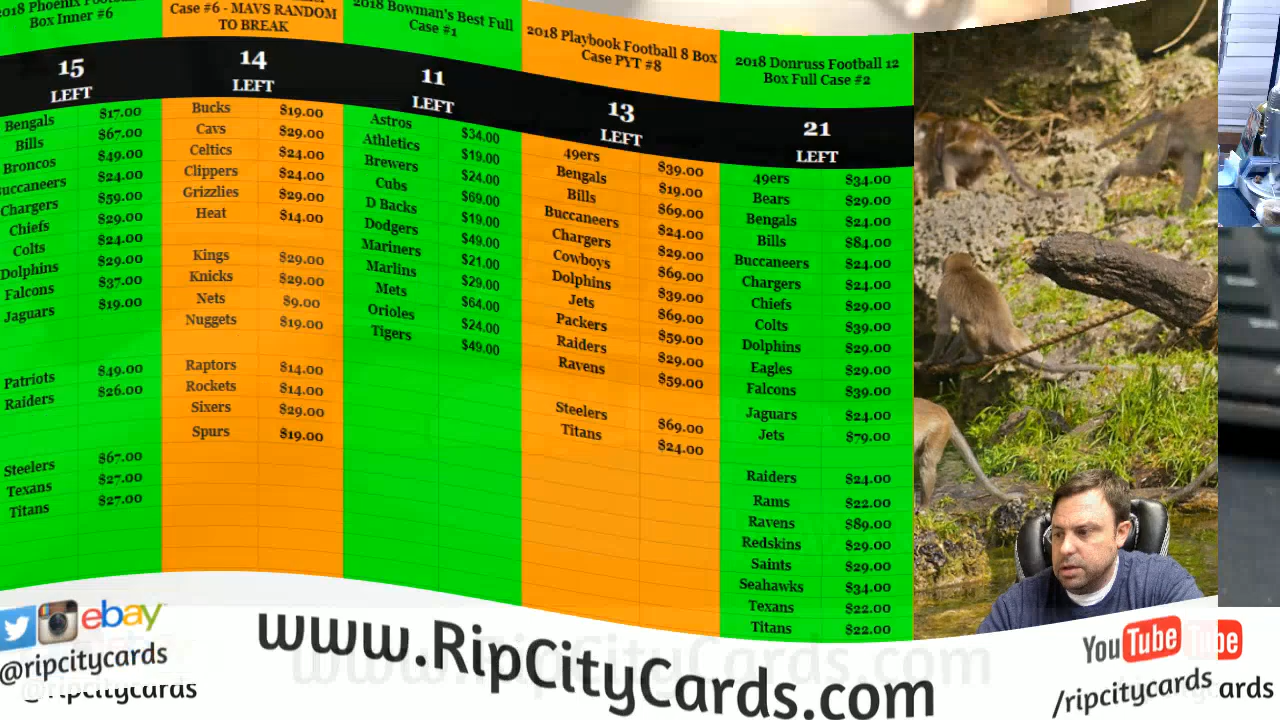 2018 Phoenix Footba
Box Inner #6
15
LEFT
Bengals $17.00
Bills $67.00
Broncos $49.00
uccaneers $24.00
Chargers $59.00
Chiefs $29.00
Colts $24.00
Dolphins $29.00
Falcons $37.00
Jaguars $19.00
Patriots $49.00
Raiders $26.00
Steelers $67.00
Texans $27.00
Titans $27.00
Case #6 - MAVS RANDOM
TO BREAK
14
LEFT
Bucks $19.00
Cavs $29.00
Celtics $24.00
Clippers $24.00
Grizzlies $29.00
Heat $14.00
Kings $29.00
Knicks $29.00
Nets $9.00
Nuggets $19.00
Raptors $14.00
Rockets $14.00
Sixers $29.00
Spurs $19.00
2018 Bowman's Best Full
Case #1
11
LEFT
Astros $34.00
Athletics $19.00
Brewers $24.00
Cubs $69.00
D Backs $19.00
Dodgers $49.00
Mariners $21.00
Marlins $29.00
Mets $64.00
Orioles $24.00
Tigers $49.00
2018 Playbook Football 8 Box
Case PYT #8
13
LEFT
49ers $39.00
Bengals $19.00
Bills $69.00
Buccaneers $24.00
Chargers $29.00
Cowboys $69.00
Dolphins $39.00
Jets $69.00
Packers $59.00
Raiders $29.00
Ravens $59.00
Steelers $69.00
Titans $24.00
2018 Donruss Football 12
Box Full Case #2
21
LEFT
49ers $34.00
Bears $29.00
Bengals $24.00
Bills $84.00
Buccaneers $24.00
Chargers $24.00
Chiefs $29.00
Colts $39.00
Dolphins $29.00
Eagles $29.00
Falcons $39.00
Jaguars $24.00
Jets $79.00
Raiders $24.00
Rams $22.00
Ravens $89.00
Redskins $29.00
Saints $29.00
Seahawks $34.00
Texans $22.00
Titans $22.00
ebay
@ripcitycards
@ripcitycards
www.RipCityCards.com
YouTube
/ripcitycards